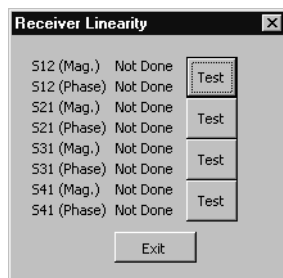 Receiver Linearity
S12 (Mag.) Not Done
S12 (Phase) Not Done
Test
S21 (Mag.) Not Done
S21 (Phase) Not Done
Test
S31 (Mag.) Not Done
S31 (Phase) Not Done
Test
S41 (Mag.) Not Done
S41 (Phase) Not Done
Test
Exit